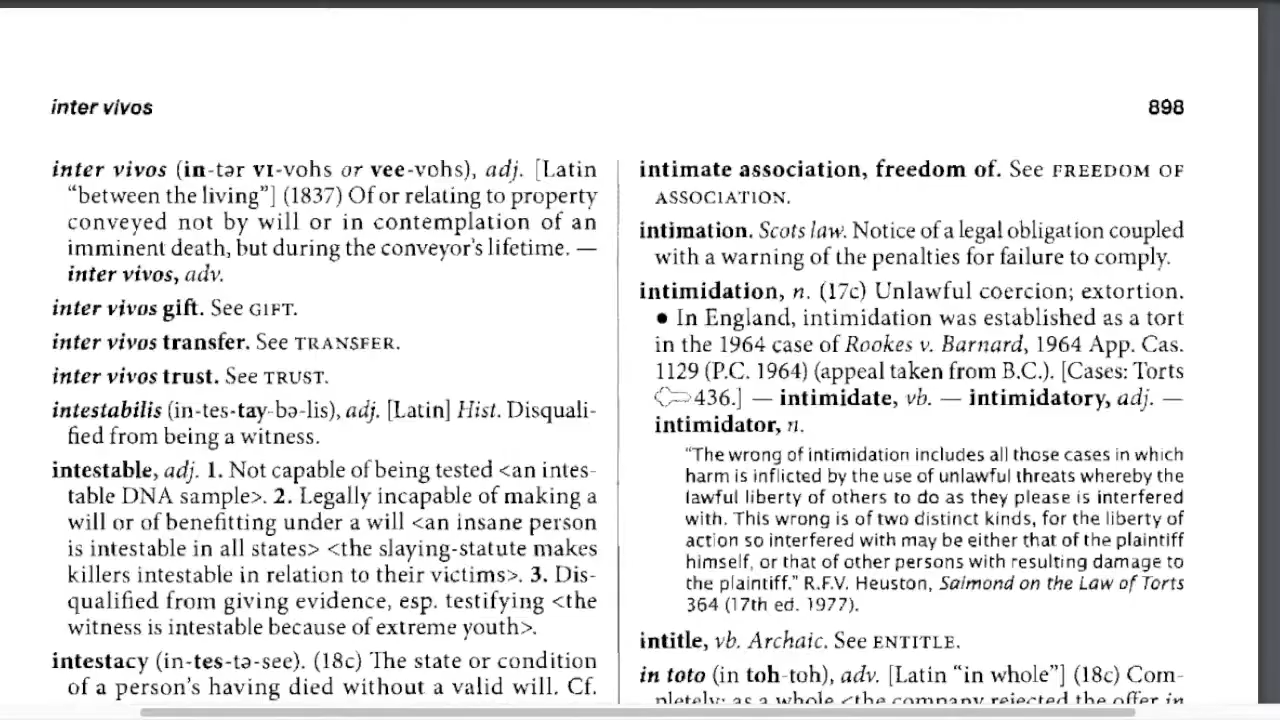 inter vivos
898
inter vivos (in-tər vɪ-vohs or vee-vohs), adj. [Latin
"between the living"] (1837) Of or relating to property
conveyed not by will or in contemplation of an
imminent death, but during the conveyor's lifetime. —
inter vivos, adv.
inter vivos gift. See GIFT.
inter vivos transfer. See TRANSFER.
inter vivos trust. See TRUST.
intestabilis (in-tes-tay-bə-lis), adj. [Latin] Hist. Disquali-
fied from being a witness.
intestable, adj. 1. Not capable of being tested <an intes-
table DNA sample>. 2. Legally incapable of making a
will or of benefitting under a will <an insane person
is intestable in all states> <the slaying-statute makes
killers intestable in relation to their victims>. 3. Dis-
qualified from giving evidence, esp. testifying <the
witness is intestable because of extreme youth>.
intestacy (in-tes-tə-see). (18c) The state or condition
of a person's having died without a valid will. Cf.
intimate association, freedom of. See FREEDOM OF
ASSOCIATION.
intimation. Scots law. Notice of a legal obligation coupled
with a warning of the penalties for failure to comply.
intimidation, n. (17c) Unlawful coercion; extortion.
● In England, intimidation was established as a tort
in the 1964 case of Rookes v. Barnard, 1964 App. Cas.
1129 (P.C. 1964) (appeal taken from B.C.). [Cases: Torts
436.] — intimidate, vb. — intimidatory, adj. —
intimidator, n.
"The wrong of intimidation includes all those cases in which
harm is inflicted by the use of unlawful threats whereby the
lawful liberty of others to do as they please is interfered
with. This wrong is of two distinct kinds, for the liberty of
action so interfered with may be either that of the plaintiff
himself, or that of other persons with resulting damage to
the plaintiff." R.F.V. Heuston, Salmond on the Law of Torts
364 (17th ed. 1977).
intitle, vb. Archaic. See ENTITLE.
in toto (in toh-toh), adv. [Latin "in whole"] (18c) Com-
pletely; as a whole <the company rejected the offer in